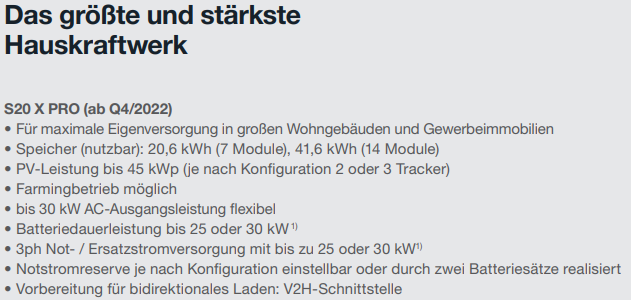 Das größte und stärkste
Hauskraftwerk
S20 X PRO (ab Q4/2022)
• Für maximale Eigenversorgung in großen Wohngebäuden und Gewerbeimmobilien
• Speicher (nutzbar): 20,6 kWh (7 Module), 41,6 kWh (14 Module)
• PV-Leistung bis 45 kWp (je nach Konfiguration 2 oder 3 Tracker)
• Farmingbetrieb möglich
• bis 30 kW AC-Ausgangsleistung flexibel
• Batteriedauerleistung bis 25 oder 30 kW 1)
• 3ph Not- / Ersatzstromversorgung mit bis zu 25 oder 30 kW1)
• Notstromreserve je nach Konfiguration einstellbar oder durch zwei Batteriesätze realisiert
• Vorbereitung für bidirektionales Laden: V2H-Schnittstelle